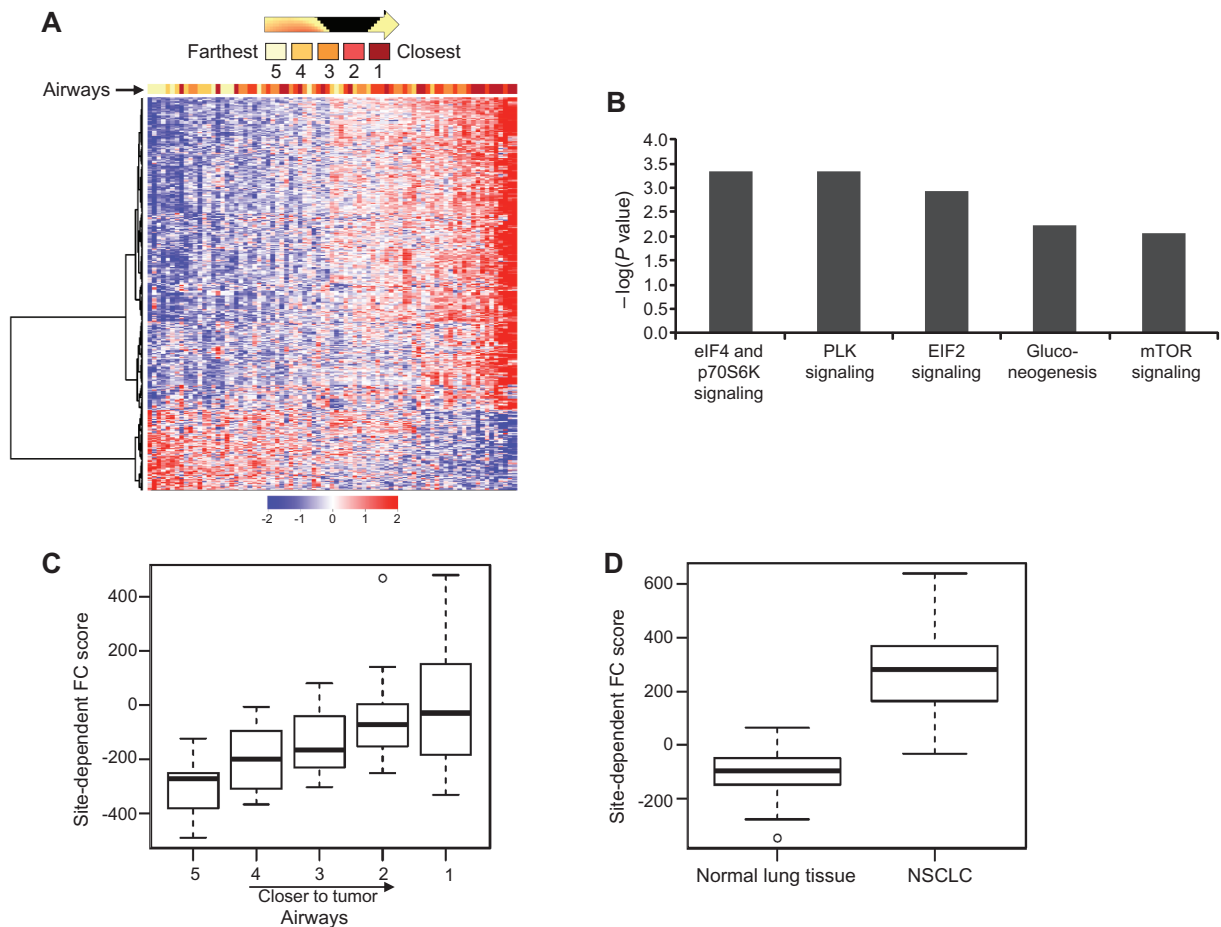 A
Farthest
Closest
5 4 3 2 1
Airways
-2 -1 0 1 2
B
–log(P value)
4.0
3.5
3.0
2.5
2.0
1.5
1.0
0.5
0.0
eIF4 and
p70S6K
signaling
PLK
signaling
EIF2
signaling
Gluco-
neogenesis
mTOR
signaling
C
Site-dependent FC score
400
200
0
-200
-400
5 4 3 2 1
Closer to tumor
Airways
D
Site-dependent FC score
600
400
200
0
-200
Normal lung tissue
NSCLC